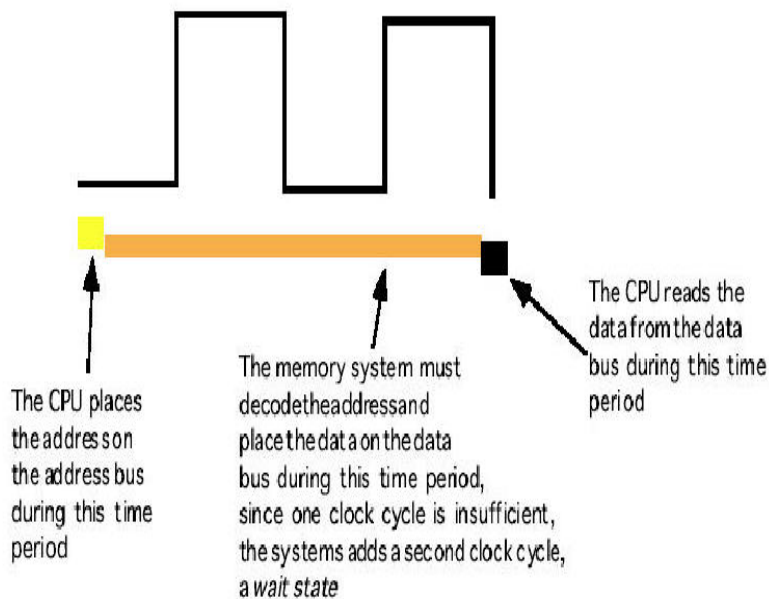 The CPU places
the address on
the address bus
during this time
period
The memory system must
decodetheaddressand
place the data on the data
bus during this time period,
since one clock cycle is insufficient,
the systems adds a second clock cycle,
a wait state
The CPU reads the
data from the data
bus during this time
period